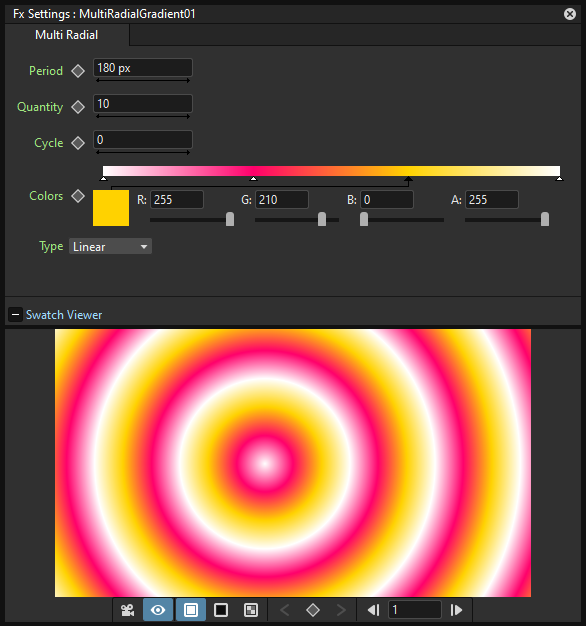 Fx Settings : MultiRadialGradient01
Multi Radial
Period 180 px
Quantity 10
Cycle 0
Colors R: 255 G: 210 B: 0 A: 255
Type Linear
Swatch Viewer
1